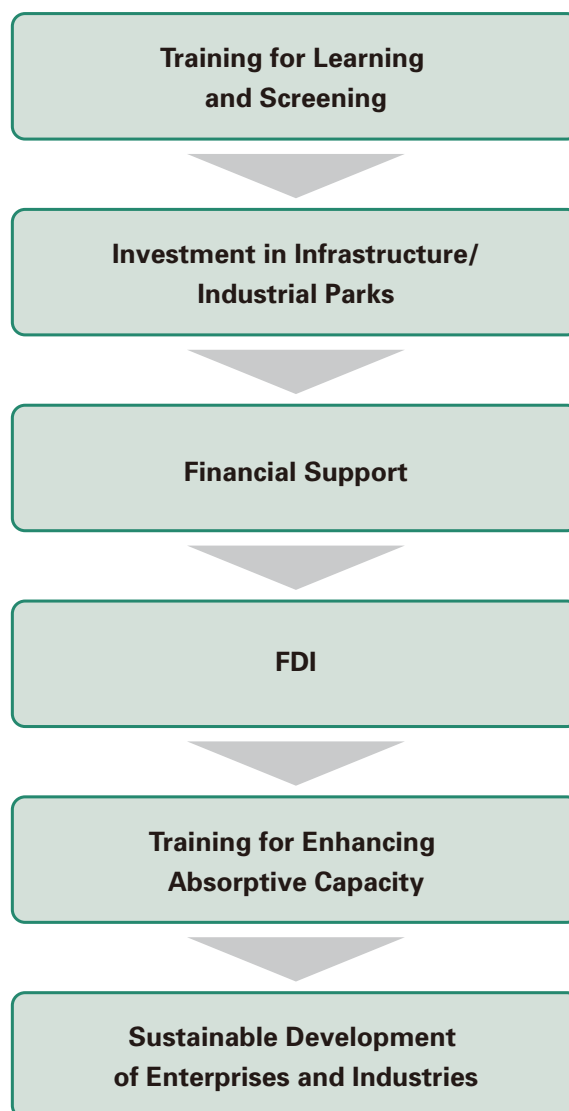 Training for Learning
and Screening
Investment in Infrastructure/
Industrial Parks
Financial Support
FDI
Training for Enhancing
Absorptive Capacity
Sustainable Development
of Enterprises and Industries